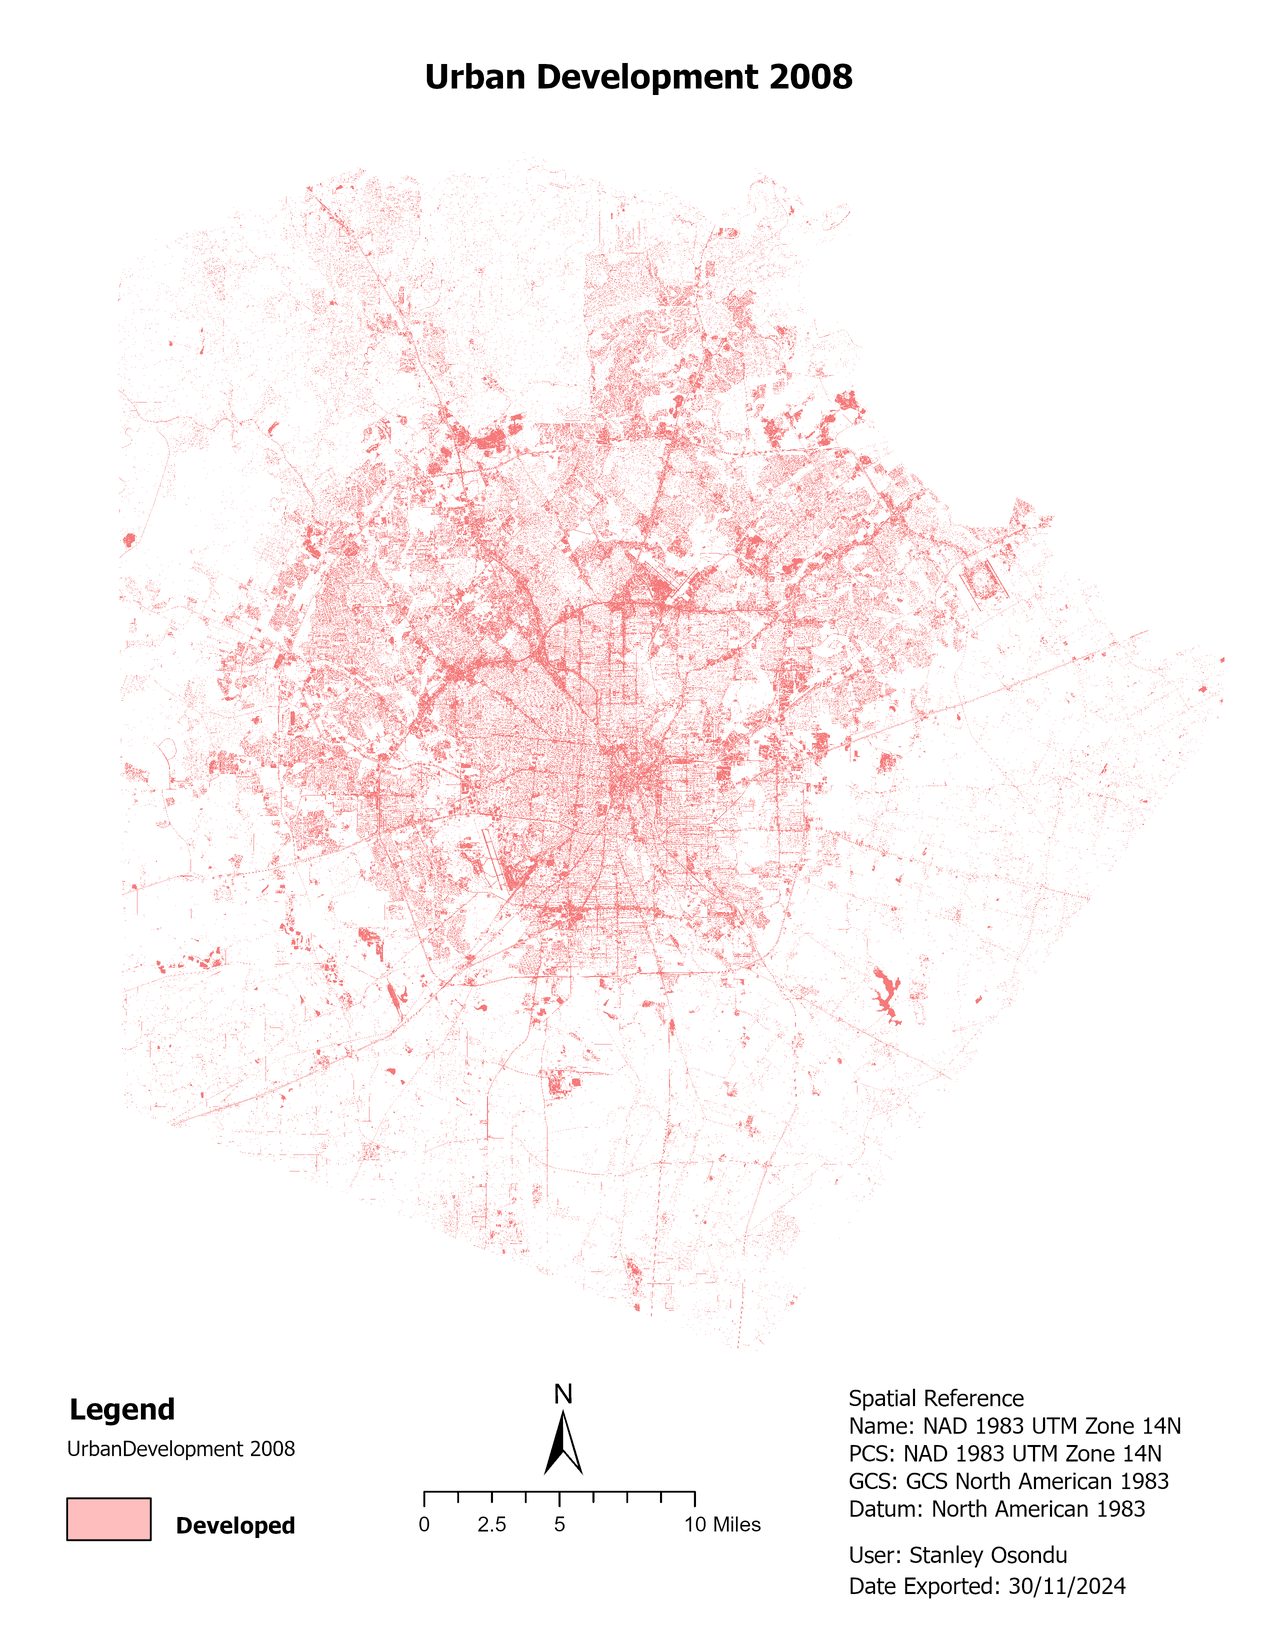 Urban Development 2008
N
Legend
UrbanDevelopment 2008
Developed
0 2.5 5 10 Miles
Spatial Reference
Name: NAD 1983 UTM Zone 14N
PCS: NAD 1983 UTM Zone 14N
GCS: GCS North American 1983
Datum: North American 1983
User: Stanley Osondu
Date Exported: 30/11/2024